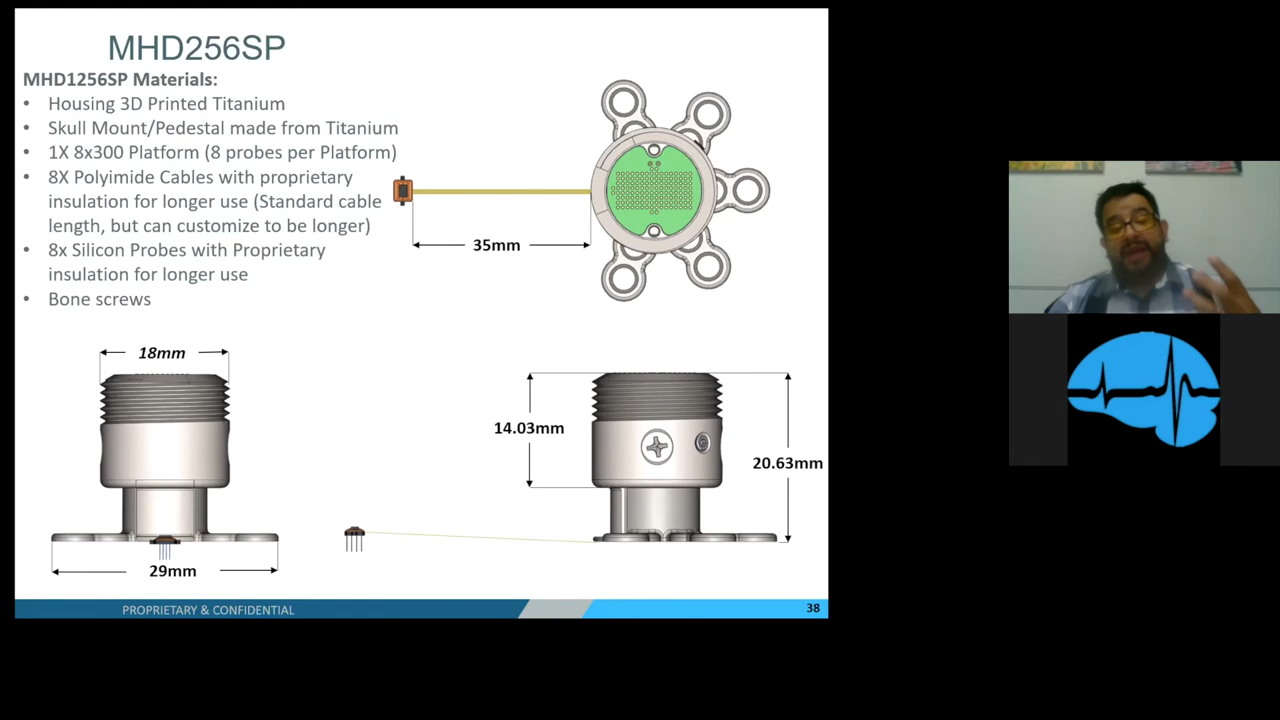 MHD256SP
MHD1256SP Materials:
• Housing 3D Printed Titanium
• Skull Mount/Pedestal made from Titanium
• 1X 8x300 Platform (8 probes per Platform)
• 8X Polyimide Cables with proprietary
insulation for longer use (Standard cable
length, but can customize to be longer)
• 8x Silicon Probes with Proprietary
insulation for longer use
• Bone screws
35mm
18mm
29mm
14.03mm
20.63mm
PROPRIETARY & CONFIDENTIAL
38